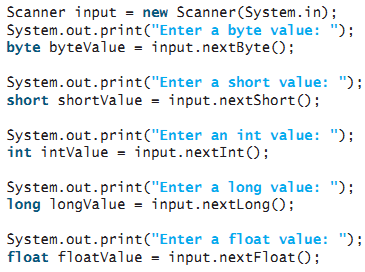 Scanner input = new Scanner(System.in);
System.out.print("Enter a byte value: ");
byte byteValue = input.nextByte();
System.out.print("Enter a short value: ");
short shortValue = input.nextShort();
System.out.print("Enter an int value: ");
int intValue = input.nextInt();
System.out.print("Enter a long value: ");
long longValue = input.nextLong();
System.out.print("Enter a float value: ");
float floatValue = input.nextFloat();